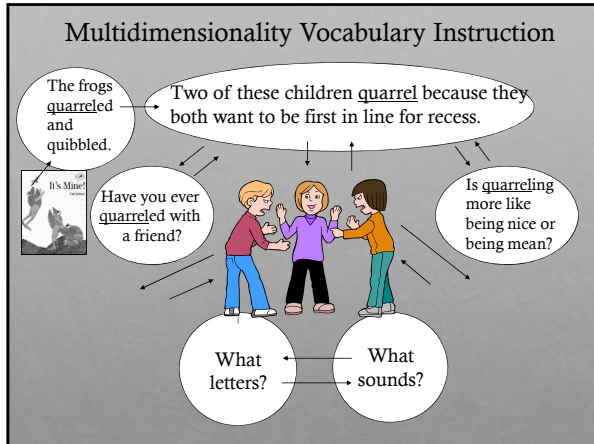 Multidimensionality Vocabulary Instruction
The frogs
quarreled
and
quibbled.
Two of these children quarrel because they
both want to be first in line for recess.
It's Mine!
Have you ever
quarreled with
a friend?
Is quarreling
more like
being nice or
being mean?
What
letters?
What
sounds?